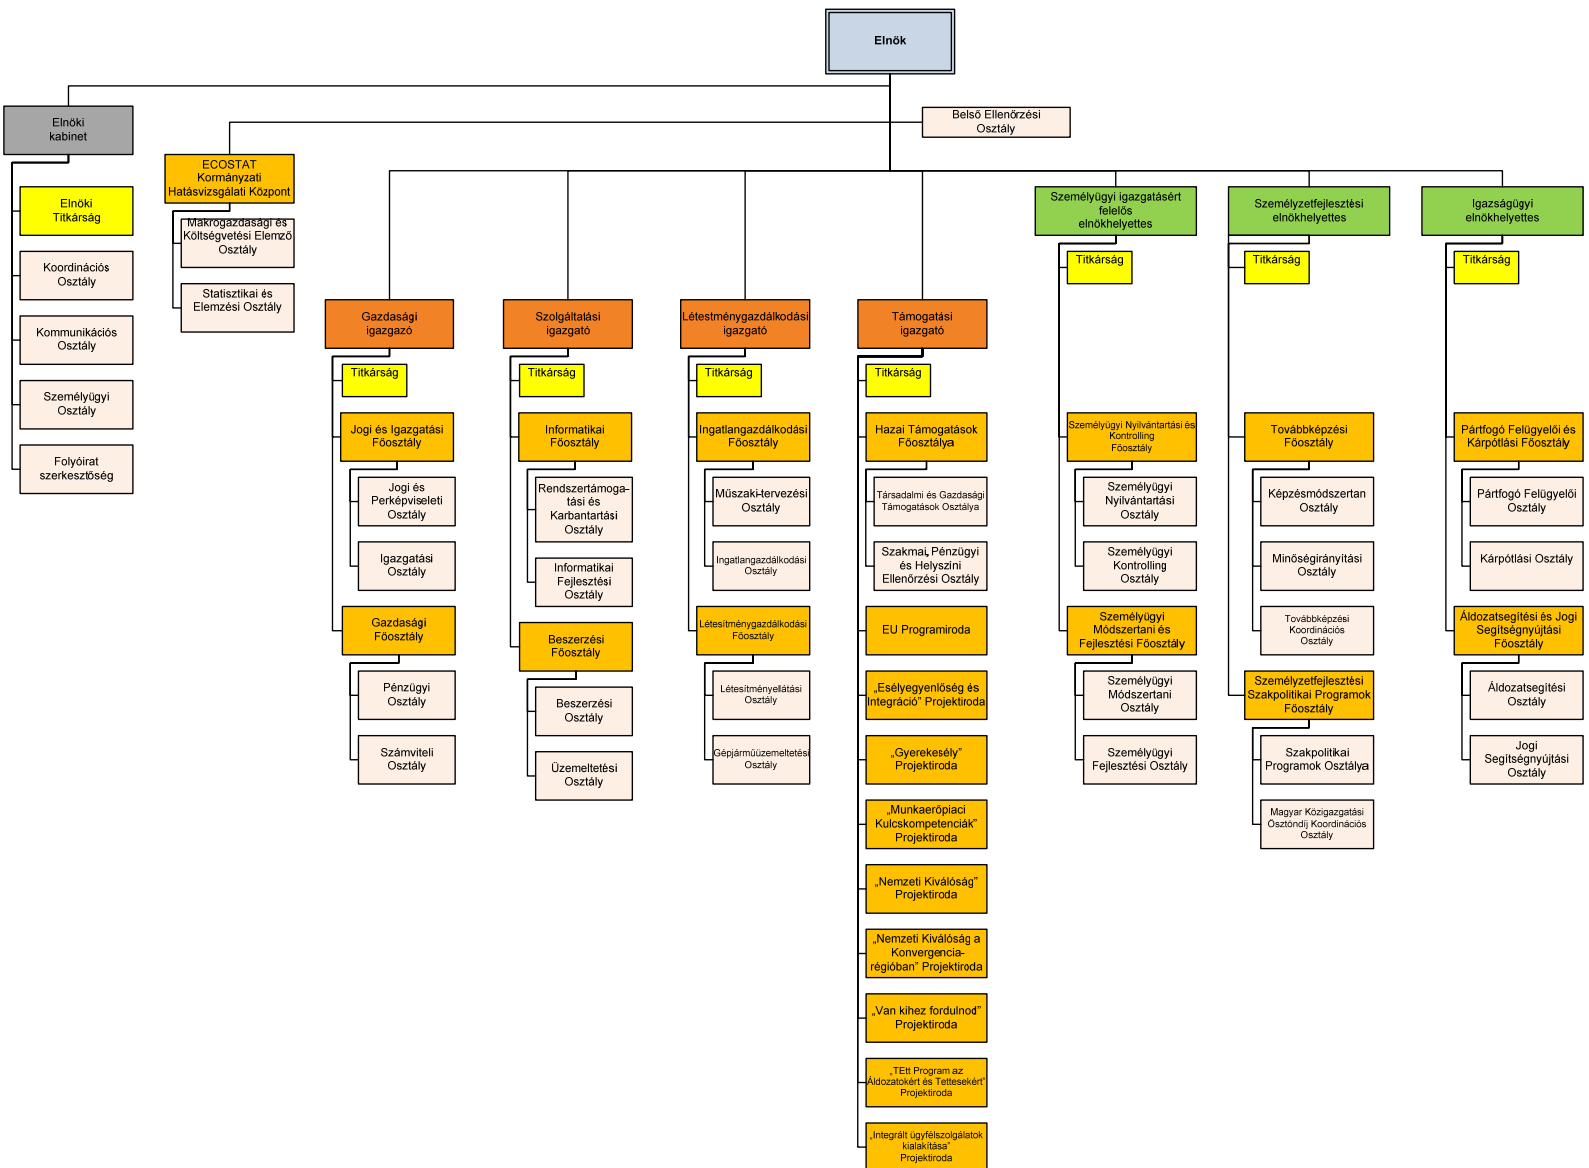 Elnök
Elnöki
kabinet
Belső Ellenőrzési
Osztály
ECOSTAT
Kormányzati
Hatásvizsgálati Központ
Elnöki
Titkárság
Koordinációs
Osztály
Kommunikációs
Osztály
Személyügyi
Osztály
Folyóirat
szerkesztőség
Makrogazdasági és
Költségvetési Elemző
Osztály
Statisztikai és
Elemzési Osztály
Gazdasági
igazgazó
Titkárság
Jogi és Igazgatási
Főosztály
Jogi és
Perképviseleti
Osztály
Igazgatási
Osztály
Gazdasági
Főosztály
Pénzügyi
Osztály
Számviteli
Osztály
Szolgáltatási
igazgató
Titkárság
Informatikai
Főosztály
Rendszertámoga-
tási és
Karbantartási
Osztály
Informatikai
Fejlesztési
Osztály
Beszerzési
Főosztály
Beszerzési
Osztály
Üzemeltetési
Osztály
Létestménygazdálkodási
igazgató
Titkárság
Ingatlangazdálkodási
Főosztály
Műszaki-tervezési
Osztály
Ingatlangazdálkodási
Osztály
Létesítménygazdálkodási
Főosztály
Létesítményellátási
Osztály
Gépjárműüzemeltetési
Osztály
Támogatási
igazgató
Titkárság
Hazai Támogatások
Főosztálya
Társadalmi és Gazdasági
Támogatások Osztálya
Szakmai, Pénzügyi
és Helyszíni
Ellenőrzési Osztály
EU Programiroda
„Esélyegyenlőség és
Integráció” Projektiroda
„Gyerekesély”
Projektiroda
„Munkaerőpiaci
Kulcskompetenciák”
Projektiroda
„Nemzeti Kiválóság”
Projektiroda
„Nemzeti Kiválóság a
Konvergencia-
régióban” Projektiroda
„Van kihez fordulnod”
Projektiroda
„TEtt Program az
Áldozatokért és Tettesekért”
Projektiroda
„Integrált ügyfélszolgálatok
kialakítása”
Projektiroda
Személyügyi igazgatásért
felelős
elnökhelyettes
Titkárság
Személyügyi Nyilvántartási és
Kontrolling
Főosztály
Személyügyi
Nyilvántartási
Osztály
Személyügyi
Kontrolling
Osztály
Személyügyi
Módszertani és
Fejlesztési Főosztály
Személyügyi
Módszertani
Osztály
Személyügyi
Fejlesztési Osztály
Személyzetfejlesztési
elnökhelyettes
Titkárság
Továbbképzési
Főosztály
Képzésmódszertan
Osztály
Minőségirányítási
Osztály
Továbbképzési
Koordinációs
Osztály
Személyzetfejlesztési
Szakpolitikai Programok
Főosztály
Szakpolitikai
Programok Osztálya
Magyar Közigazgatási
Ösztöndíj Koordinációs
Osztály
Igazságügyi
elnökhelyettes
Titkárság
Pártfogó Felügyelői és
Kárpótlási Főosztály
Pártfogó Felügyelői
Osztály
Kárpótlási Osztály
Áldozatsegítési és Jogi
Segítségnyújtási
Főosztály
Áldozatsegítési
Osztály
Jogi
Segítségnyújtási
Osztály